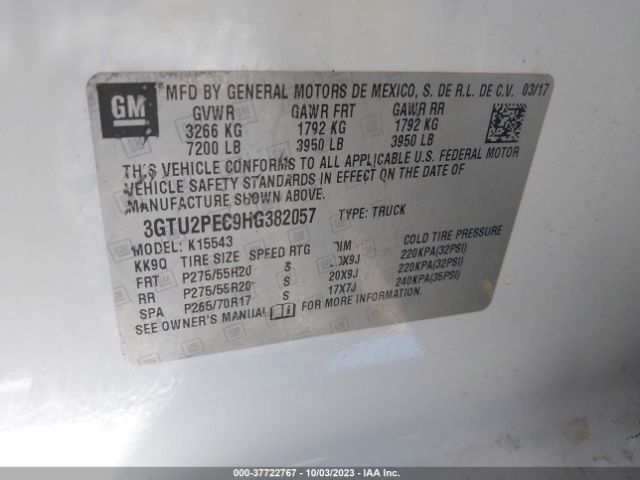 GM
MFD BY GENERAL MOTORS DE MEXICO, S. DE R.L. DE C.V. 03/17
GVWR GAWR FRT GAWR RR
3266 KG 1792 KG 1792 KG
7200 LB 3950 LB 3950 LB
TH'S VEHICLE CONFORMS TO ALL APPLICABLE U.S. FEDERAL MOTOR
VEHICLE SAFETY STANDARDS IN EFFECT ON THE DATE OF
MANUFACTURE SHOWN ABOVE.
3GTU2PEC9HG382057 TYPE: TRUCK
MODEL: K15543
KK9Q TIRE SIZE SPEED RTG RIM COLD TIRE PRESSURE
FRT P275/55R20 S 20X9J 220KPA(32PSI)
RR P275/55R20 S 20X9J 220KPA(32PSI)
SPA P265/70R17 S 17X7J 240KPA(35PSI)
SEE OWNER'S MANUAL FOR MORE INFORMATION.
000-37722767 - 10/03/2023 - IAA Inc.